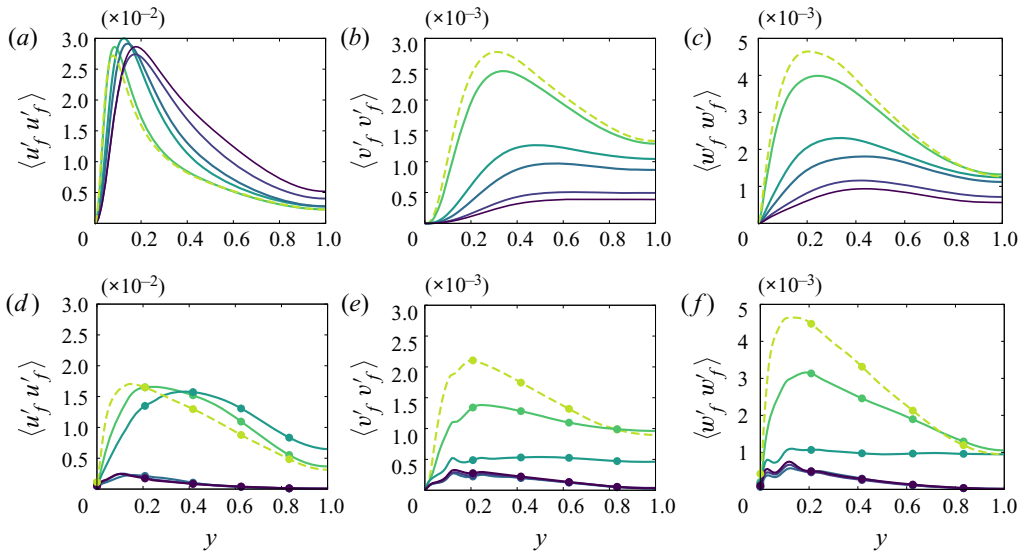 (×10⁻²) (×10⁻³) (×10⁻³)
(a) (b) (c)
3.0 2.5 2.0 1.5 1.0 0.5
⟨u′f u′f⟩
0 0.2 0.4 0.6 0.8 1.0
3.0 2.5 2.0 1.5 1.0 0.5
⟨v′f v′f⟩
0 0.2 0.4 0.6 0.8 1.0
5 4 3 2 1
⟨w′f w′f⟩
0 0.2 0.4 0.6 0.8 1.0
(×10⁻²) (×10⁻³) (×10⁻³)
(d) (e) (f)
3.0 2.5 2.0 1.5 1.0 0.5
⟨u′f u′f⟩
0 0.2 0.4 0.6 0.8 1.0
y
3.0 2.5 2.0 1.5 1.0 0.5
⟨v′f v′f⟩
0 0.2 0.4 0.6 0.8 1.0
y
5 4 3 2 1
⟨w′f w′f⟩
0 0.2 0.4 0.6 0.8 1.0
y